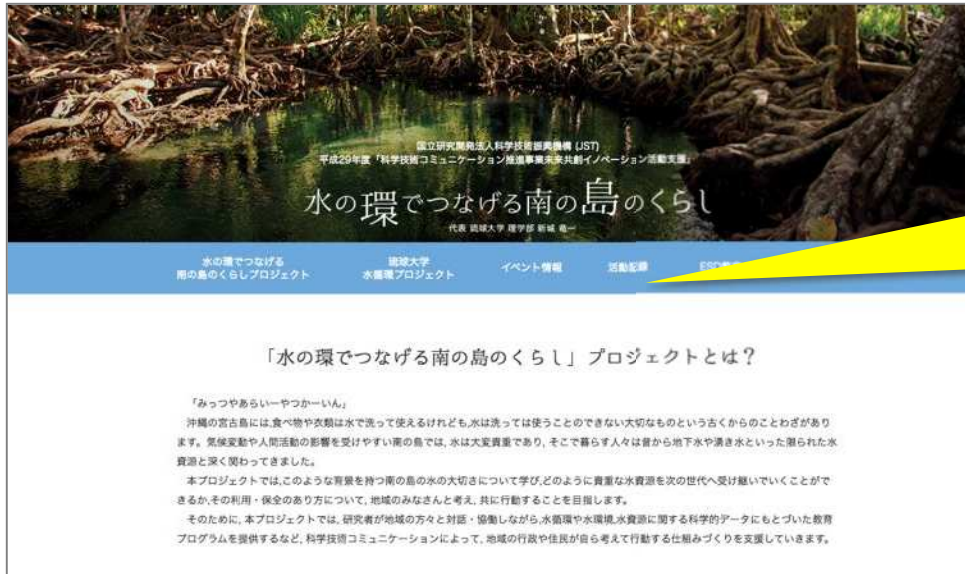 国立研究開発法人科学技術振興機構 (JST)
平成29年度「科学技術コミュニケーション推進事業未来共創イノベーション活動支援」
水の環でつなげる南の島のくらし
代表 琉球大学 理学部 新城 竜一
水の環でつなげる
南の島のくらしプロジェクト
琉球大学
水循環プロジェクト
イベント情報
活動記録
「水の環でつなげる南の島のくらし」プロジェクトとは?
「みっつやあらいーやつかーいん」
沖縄の宮古島には,食べ物や衣類は水で洗って使えるけれども,水は洗っては使うことのできない大切なものという古くからのことわざがあり
ます。気候変動や人間活動の影響を受けやすい南の島では, 水は大変貴重であり, そこで暮らす人々は昔から地下水や湧き水といった限られた水
資源と深く関わってきました。
本プロジェクトでは,このような背景を持つ南の島の水の大切さについて学び,どのように貴重な水資源を次の世代へ受け継いでいくことがで
きるか,その利用・保全のあり方について, 地域のみなさんと考え, 共に行動することを目指します。
そのために, 本プロジェクトでは, 研究者が地域の方々と対話・協働しながら,水循環や水環境,水資源に関する科学的データにもとづいた教育
プログラムを提供するなど, 科学技術コミュニケーションによって, 地域の行政や住民が自ら考えて行動する仕組みづくりを支援していきます。